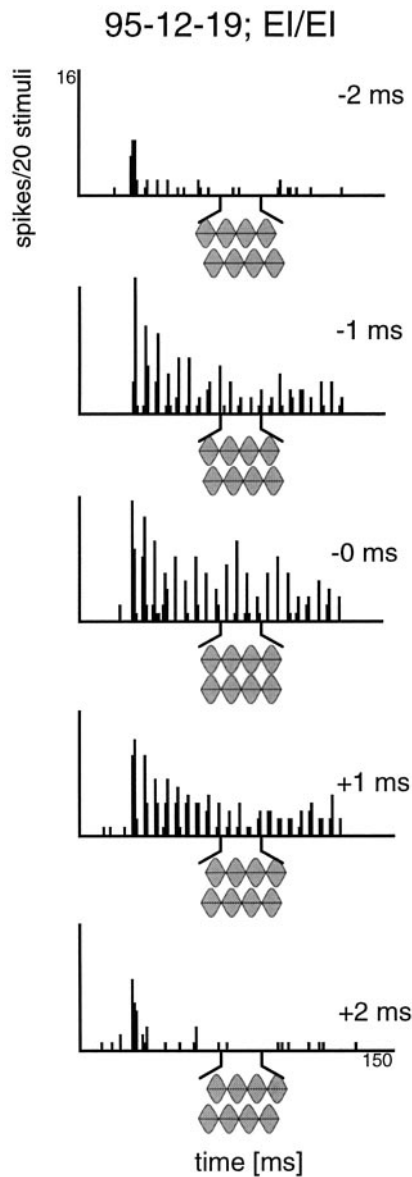 95-12-19; EI/EI
spikes/20 stimuli
16
-2 ms
-1 ms
-0 ms
+1 ms
+2 ms
150
time [ms]